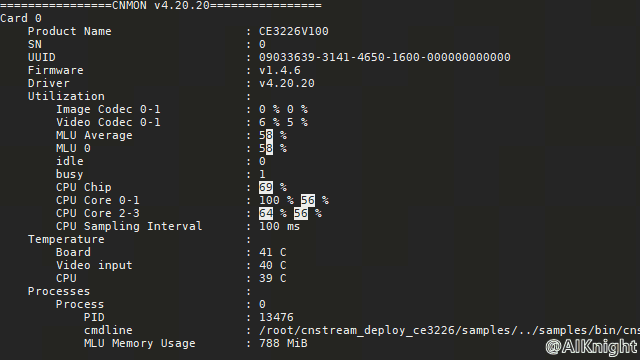 ================CNMON v4.20.20================
Card 0
Product Name : CE3226V100
SN : 0
UUID : 09033639-3141-4650-1600-000000000000
Firmware : v1.4.6
Driver : v4.20.20
Utilization :
Image Codec 0-1 : 0 % 0 %
Video Codec 0-1 : 6 % 5 %
MLU Average : 58 %
MLU 0 : 58 %
idle : 0
busy : 1
CPU Chip : 69 %
CPU Core 0-1 : 100 % 56 %
CPU Core 2-3 : 64 % 56 %
CPU Sampling Interval : 100 ms
Temperature :
Board : 41 C
Video input : 40 C
CPU : 39 C
Processes :
Process : 0
PID : 13476
cmdline : /root/cnstream_deploy_ce3226/samples/../samples/bin/cns
MLU Memory Usage : 788 MiB
@AIKnight